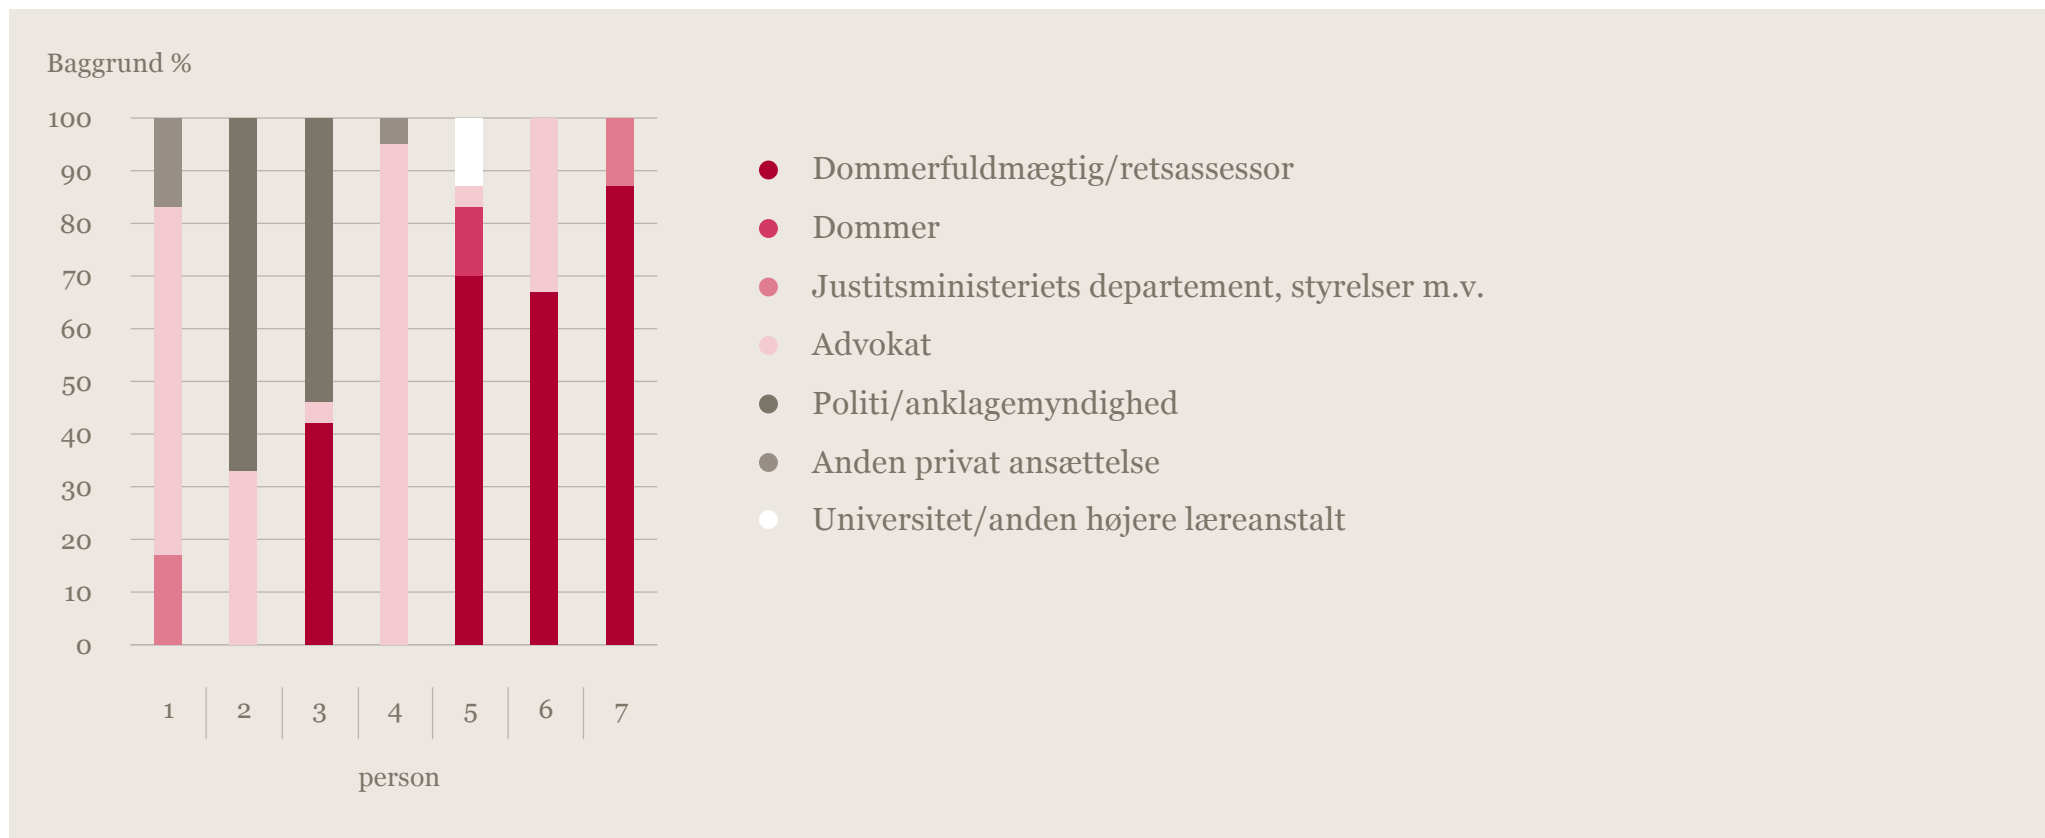 Baggrund %
100
90
80
70
60
50
40
30
20
10
0
1 2 3 4 5 6 7
person
Dommerfuldmægtig/retsassessor
Dommer
Justitsministeriets departement, styrelser m.v.
Advokat
Politi/anklagemyndighed
Anden privat ansættelse
Universitet/anden højere læreanstalt